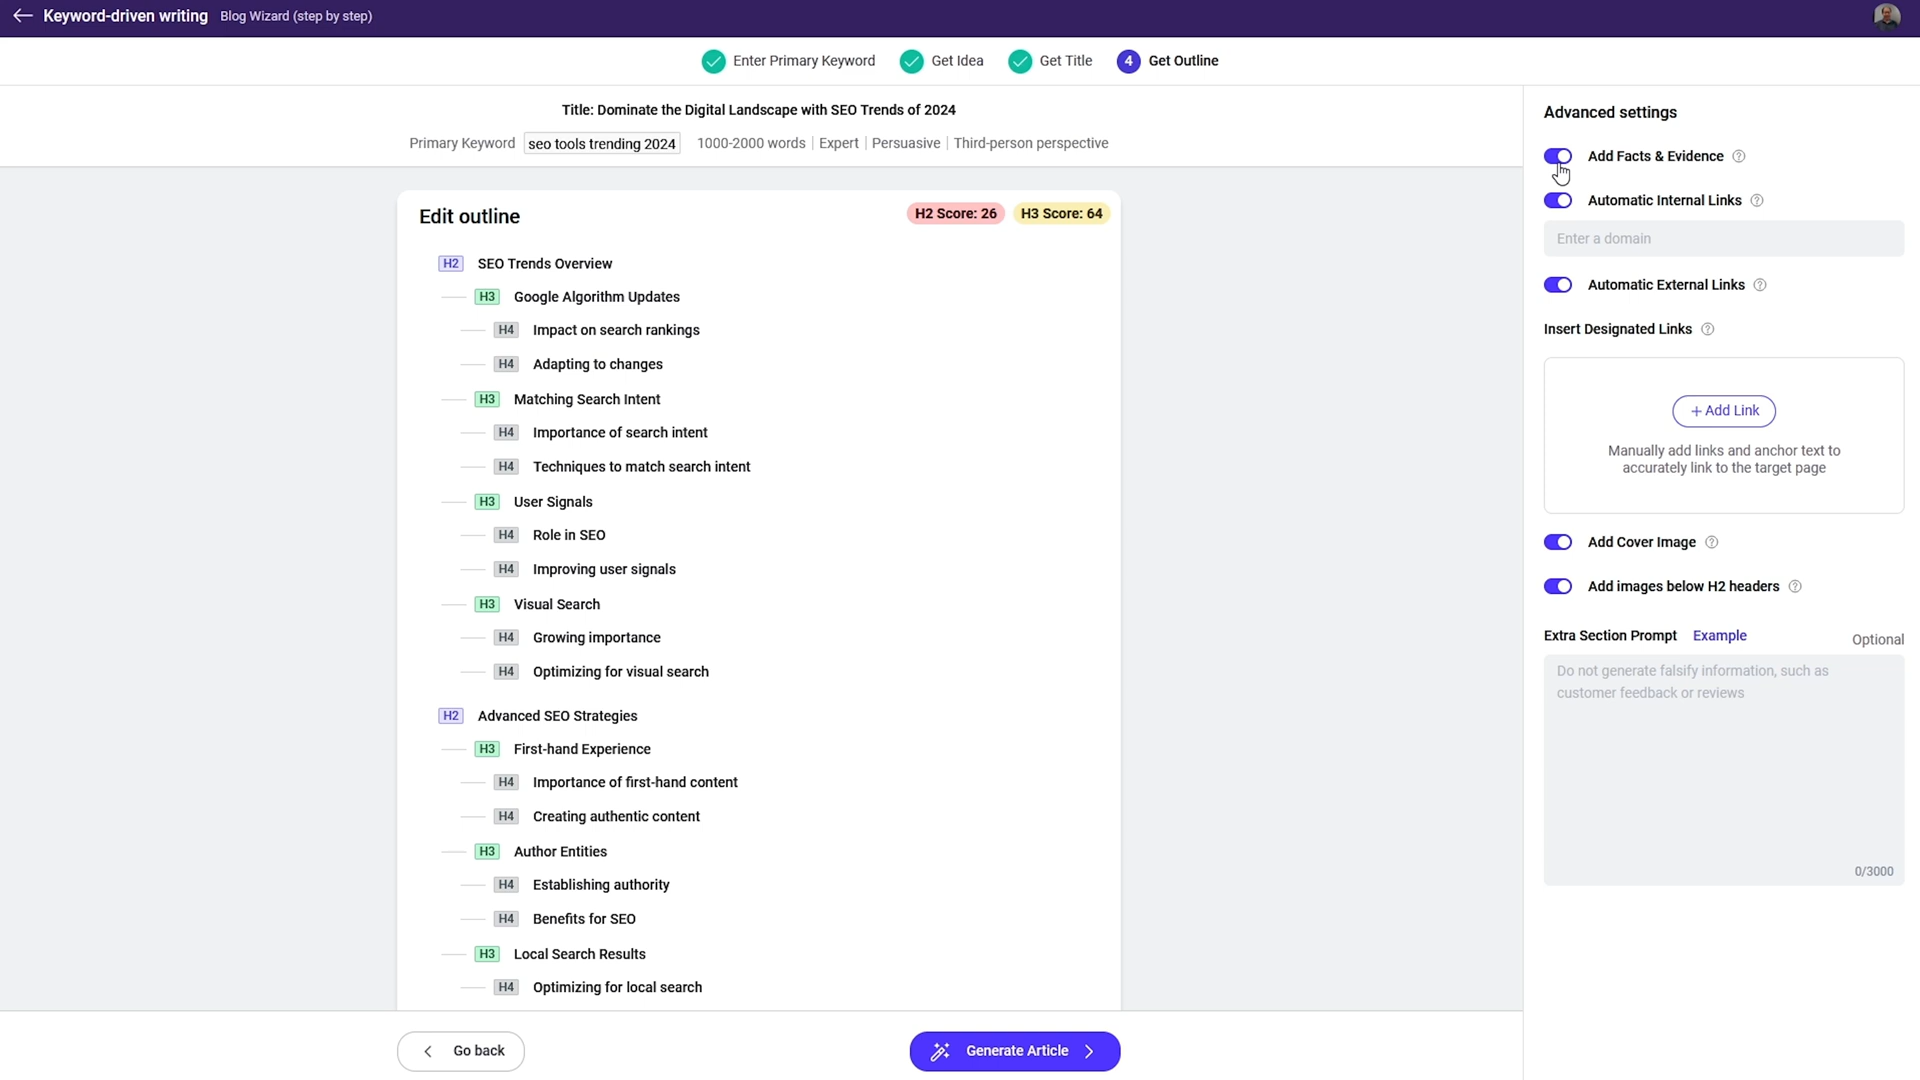 Keyword-driven writing Blog Wizard (step by step)
Enter Primary Keyword Get Idea Get Title 4 Get Outline
Title: Dominate the Digital Landscape with SEO Trends of 2024
Primary Keyword seo tools trending 2024 1000-2000 words | Expert | Persuasive | Third-person perspective
Edit outline H2 Score: 26 H3 Score: 64
H2 SEO Trends Overview
H3 Google Algorithm Updates
H4 Impact on search rankings
H4 Adapting to changes
H3 Matching Search Intent
H4 Importance of search intent
H4 Techniques to match search intent
H3 User Signals
H4 Role in SEO
H4 Improving user signals
H3 Visual Search
H4 Growing importance
H4 Optimizing for visual search
H2 Advanced SEO Strategies
H3 First-hand Experience
H4 Importance of first-hand content
H4 Creating authentic content
H3 Author Entities
H4 Establishing authority
H4 Benefits for SEO
H3 Local Search Results
H4 Optimizing for local search
Go back Generate Article
Advanced settings
Add Facts & Evidence ?
Automatic Internal Links ?
Enter a domain
Automatic External Links ?
Insert Designated Links ?
+ Add Link
Manually add links and anchor text to
accurately link to the target page
Add Cover Image ?
Add images below H2 headers ?
Extra Section Prompt Example Optional
Do not generate falsify information, such as
customer feedback or reviews
0/3000